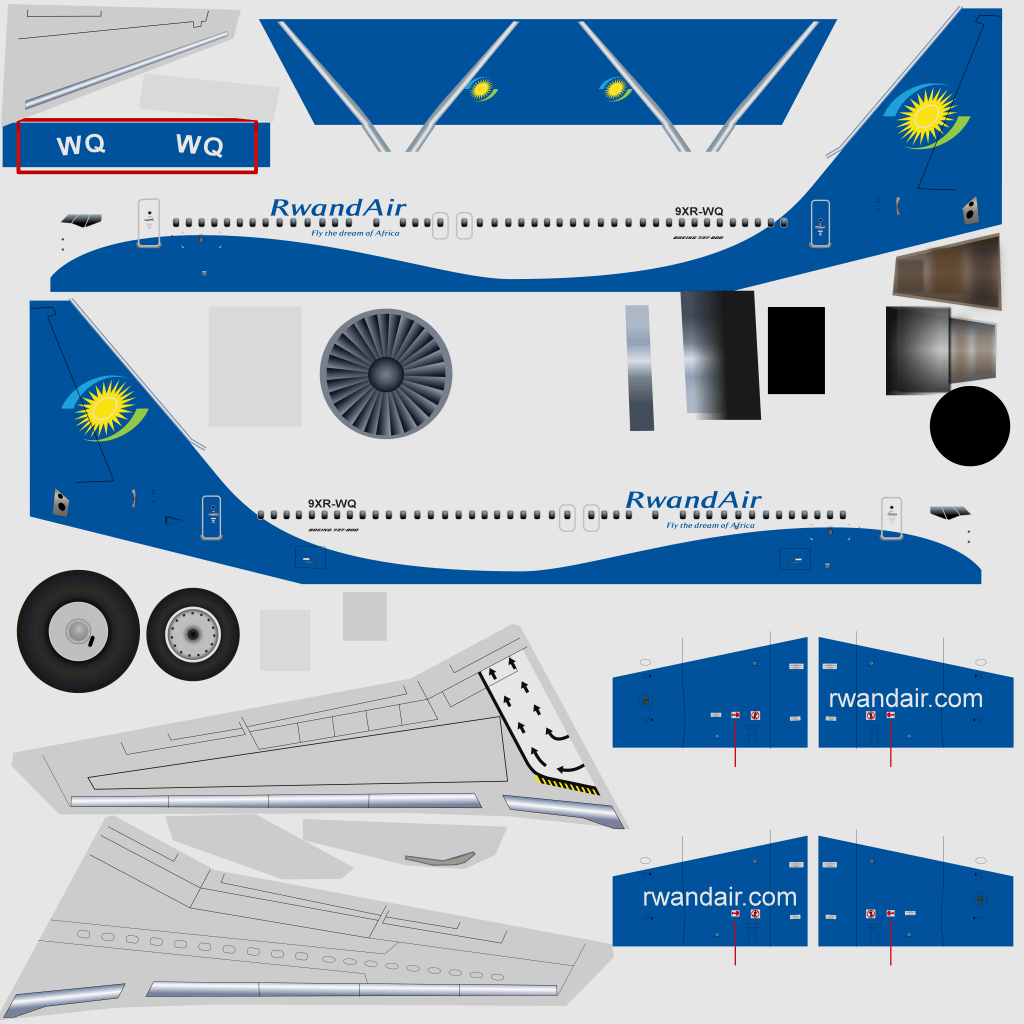 WQ WQ
RwandAir
9XR-WQ
Fly the dream of Africa
BOEING 737-800
9XR-WQ
RwandAir
Fly the dream of Africa
BOEING 737-800
rwandair.com
rwandair.com